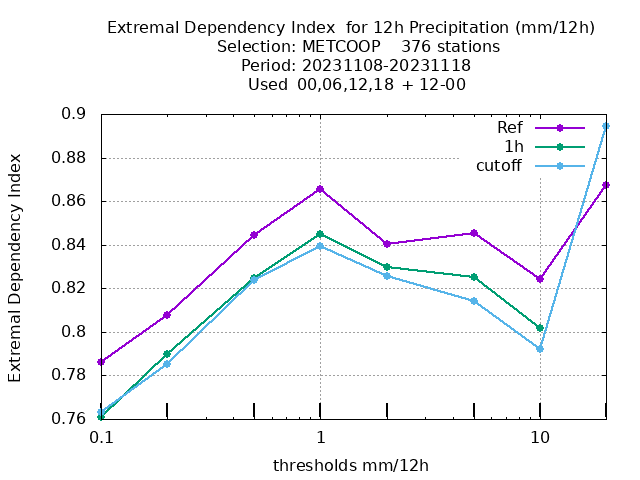 Extremal Dependency Index  for 12h Precipitation (mm/12h)
Selection: METCOOP    376 stations
Period: 20231108-20231118
Used  00,06,12,18 + 12-00
Ref
1h
cutoff
Extremal Dependency Index
0.9
0.88
0.86
0.84
0.82
0.8
0.78
0.76
0.1
1
10
thresholds mm/12h